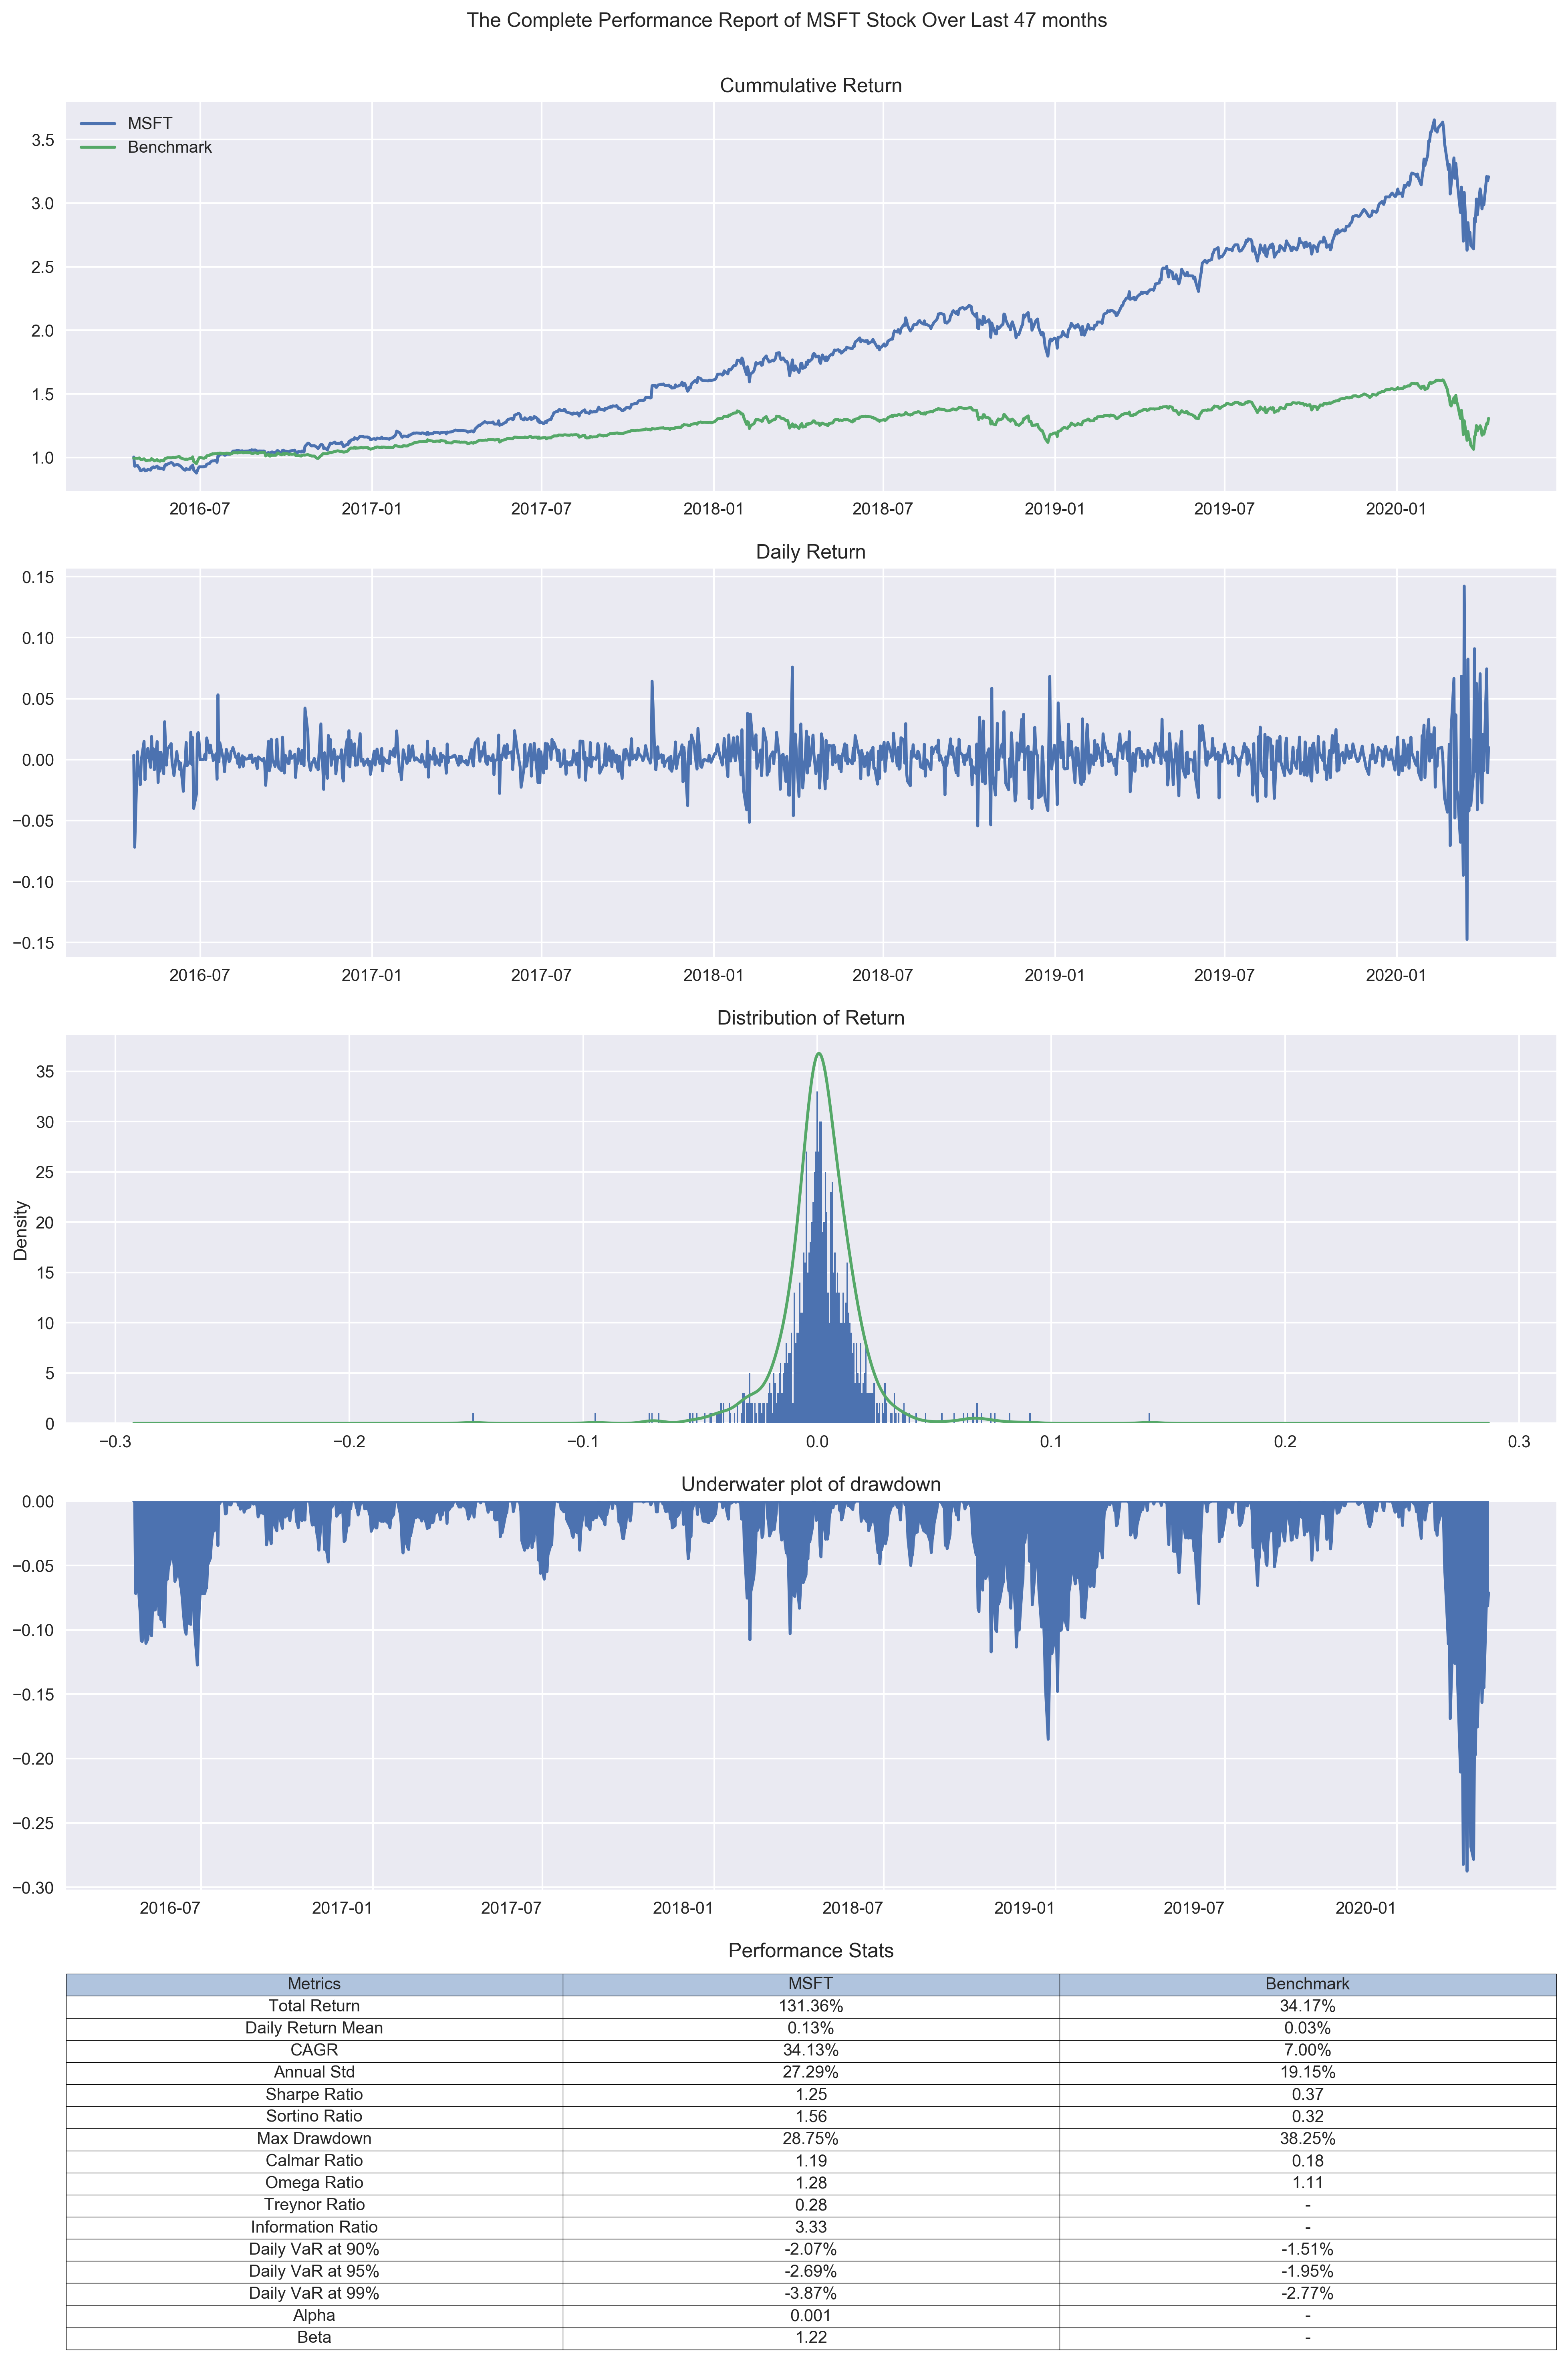 The Complete Performance Report of MSFT Stock Over Last 47 months
Cummulative Return
MSFT
Benchmark
3.5
3.0
2.5
2.0
1.5
1.0
2016-07 2017-01 2017-07 2018-01 2018-07 2019-01 2019-07 2020-01
Daily Return
0.15
0.10
0.05
0.00
−0.05
−0.10
−0.15
2016-07 2017-01 2017-07 2018-01 2018-07 2019-01 2019-07 2020-01
Distribution of Return
Density
35
30
25
20
15
10
5
0
−0.3 −0.2 −0.1 0.0 0.1 0.2 0.3
Underwater plot of drawdown
0.00
−0.05
−0.10
−0.15
−0.20
−0.25
−0.30
2016-07 2017-01 2017-07 2018-01 2018-07 2019-01 2019-07 2020-01
Performance Stats
Metrics MSFT Benchmark
Total Return 131.36% 34.17%
Daily Return Mean 0.13% 0.03%
CAGR 34.13% 7.00%
Annual Std 27.29% 19.15%
Sharpe Ratio 1.25 0.37
Sortino Ratio 1.56 0.32
Max Drawdown 28.75% 38.25%
Calmar Ratio 1.19 0.18
Omega Ratio 1.28 1.11
Treynor Ratio 0.28 -
Information Ratio 3.33 -
Daily VaR at 90% -2.07% -1.51%
Daily VaR at 95% -2.69% -1.95%
Daily VaR at 99% -3.87% -2.77%
Alpha 0.001 -
Beta 1.22 -